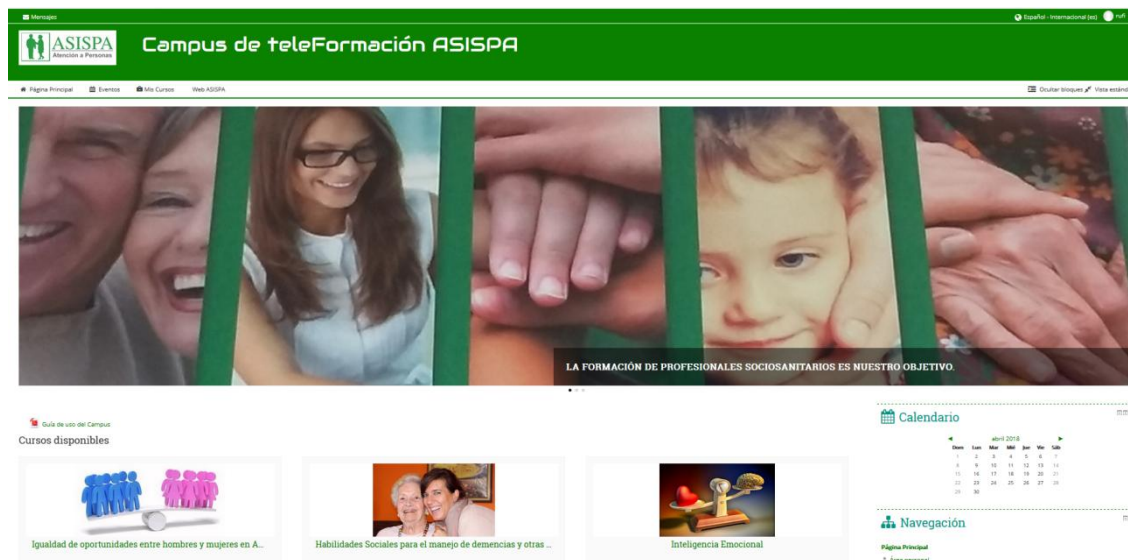 Mensajes
Español - Internacional (es)
rufi
ASISPA
Atención a Personas
Campus de teleFormación ASISPA
Página Principal
Eventos
Mis Cursos
Web ASISPA
Ocultar bloques
Vista estánd
LA FORMACIÓN DE PROFESIONALES SOCIOSANITARIOS ES NUESTRO OBJETIVO.
Guía de uso del Campus
Cursos disponibles
Igualdad de oportunidades entre hombres y mujeres en A...
Habilidades Sociales para el manejo de demencias y otras ...
Inteligencia Emocional
Calendario
abril 2018
Dom Lun Mar Mié Jue Vie Sáb
1 2 3 4 5 6 7
8 9 10 11 12 13 14
15 16 17 18 19 20 21
22 23 24 25 26 27 28
29 30
Navegación
Página Principal